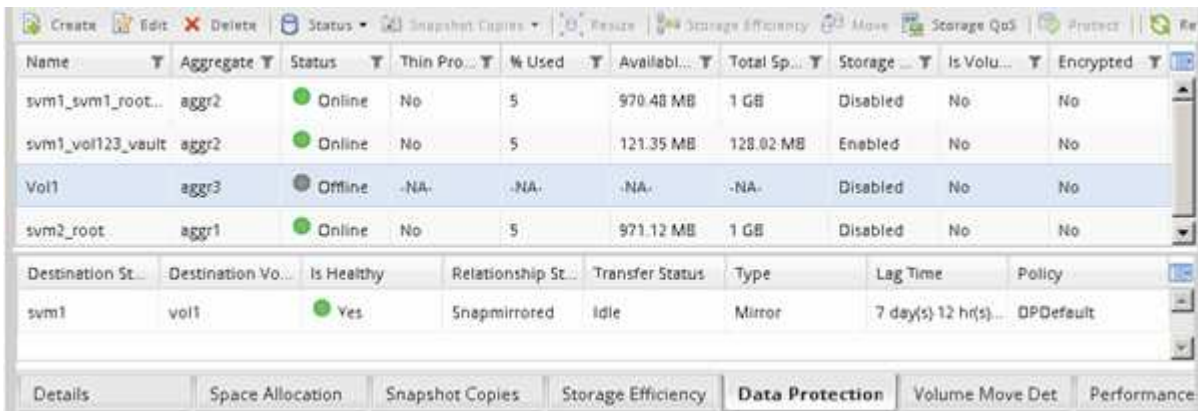 Create Edit Delete Status Snapshot Copies Resize Storage Efficiency Move Storage QoS Protect Re
Name Aggregate Status Thin Pro... % Used Availabl... Total Sp... Storage ... Is Volu... Encrypted
svm1_svm1_root... aggr2 Online No 5 970.48 MB 1 GB Disabled No No
svm1_vol123_vault aggr2 Online No 5 121.35 MB 128.02 MB Enabled No No
Vol1 aggr3 Offline -NA- -NA- -NA- -NA- Disabled No No
svm2_root aggr1 Online No 5 971.12 MB 1 GB Disabled No No
Destination St... Destination Vo... Is Healthy Relationship St... Transfer Status Type Lag Time Policy
svm1 vol1 Yes Snapmirrored Idle Mirror 7 day(s) 12 hr(s)... DPDefault
Details Space Allocation Snapshot Copies Storage Efficiency Data Protection Volume Move Det Performance